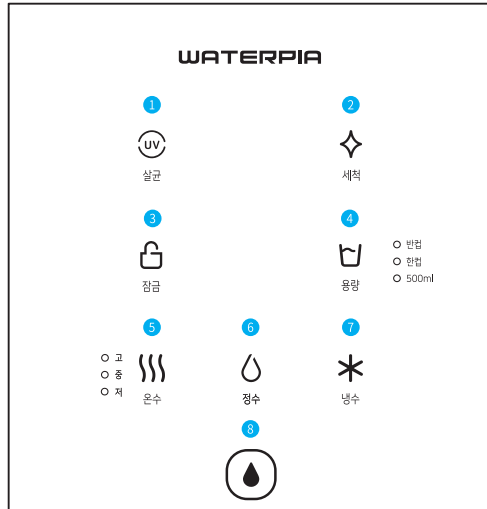 WATERPIA
1 2
UV
살균 세척
3 4
반컵
한컵
500ml
잠금 용량
5 6 7
고
중
저
온수 정수 냉수
8